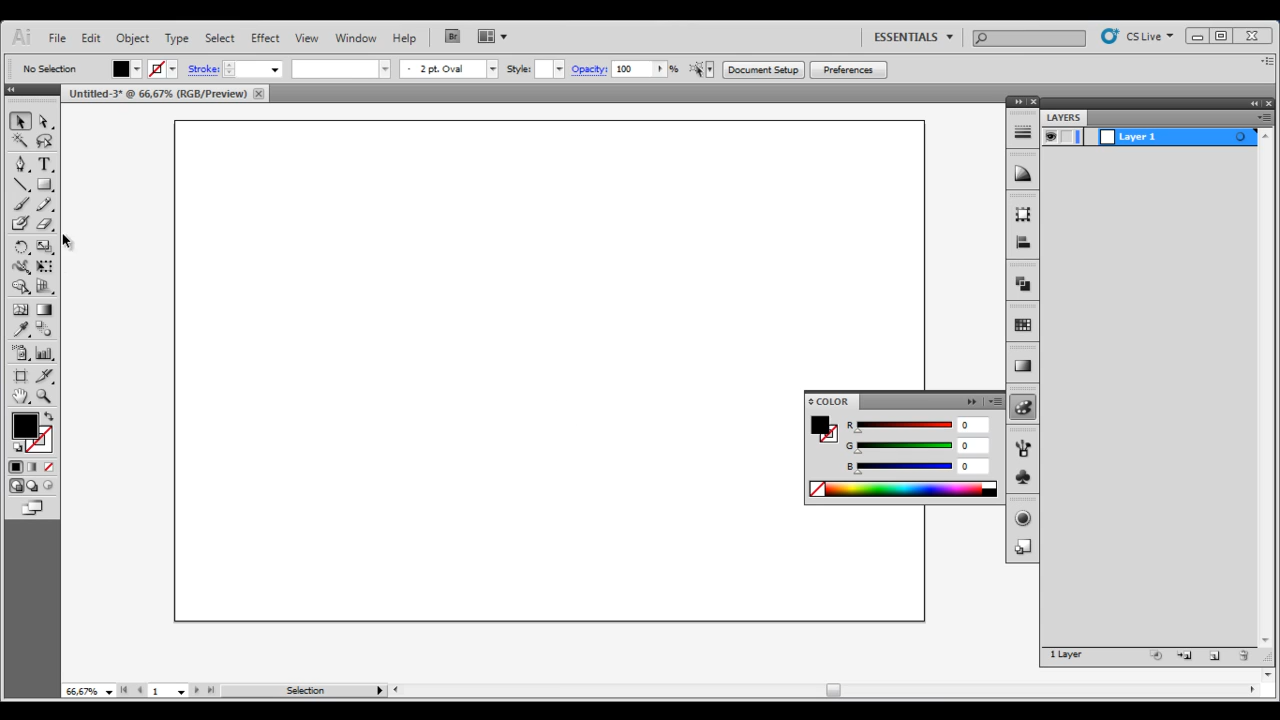 Ai File Edit Object Type Select Effect View Window Help Br ESSENTIALS CS Live
No Selection Stroke: 2 pt. Oval Style: Opacity: 100 % Document Setup Preferences
Untitled-3* @ 66,67% (RGB/Preview)
LAYERS
Layer 1
T
COLOR
R 0
G 0
B 0
1 Layer
66,67% 1 Selection